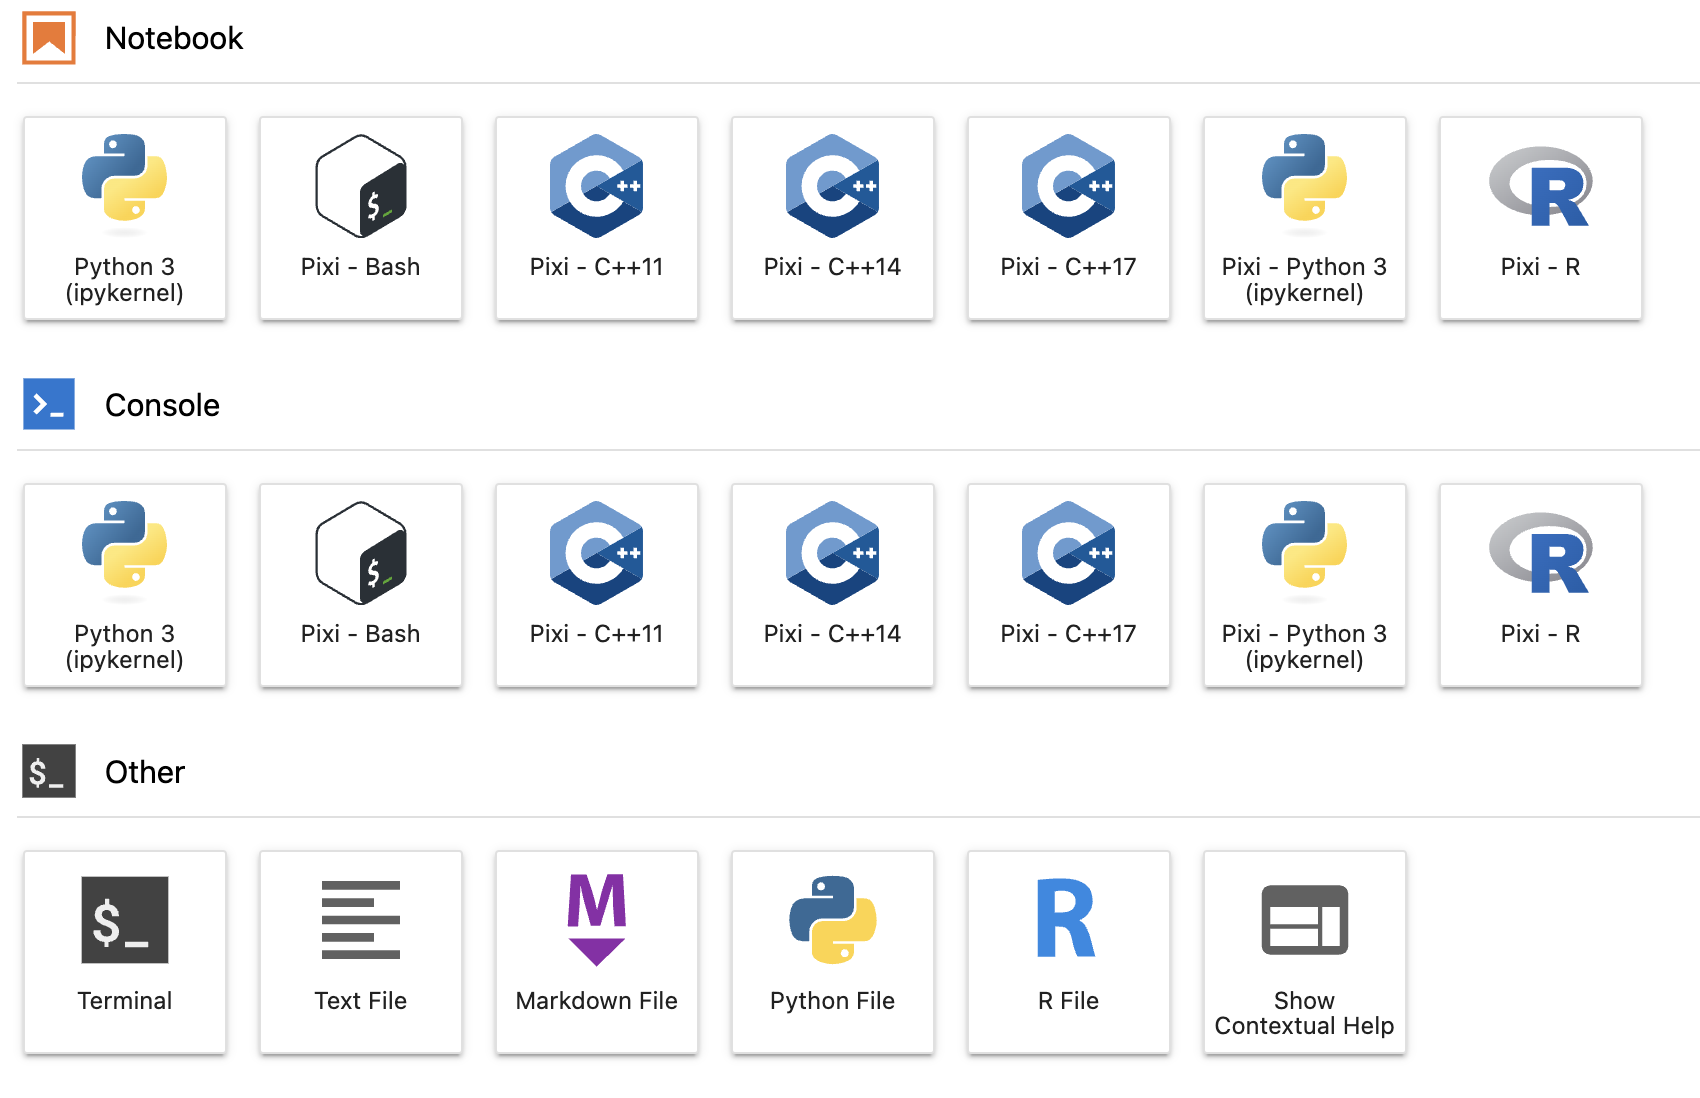 Notebook
Python 3
(ipykernel)
$_
Pixi - Bash
++
Pixi - C++11
++
Pixi - C++14
++
Pixi - C++17
Pixi - Python 3
(ipykernel)
R
Pixi - R
>_
Console
Python 3
(ipykernel)
$_
Pixi - Bash
++
Pixi - C++11
++
Pixi - C++14
++
Pixi - C++17
Pixi - Python 3
(ipykernel)
R
Pixi - R
$_
Other
$_
Terminal
Text File
M
Markdown File
Python File
R
R File
Show
Contextual Help